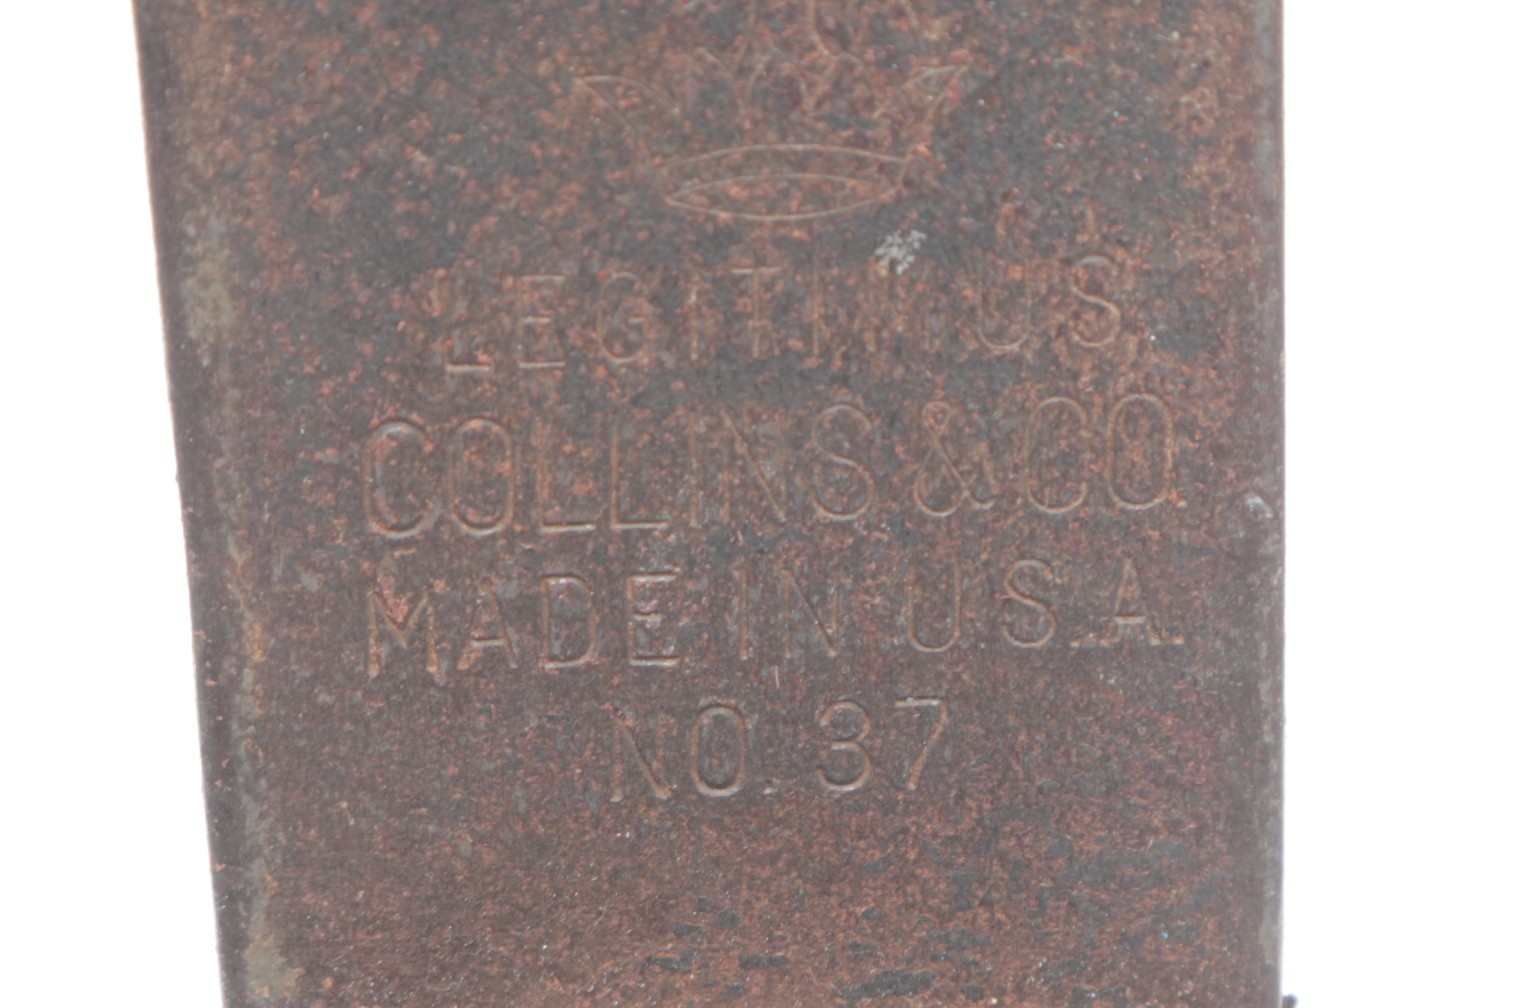 LEGITIMUS
COLLINS & CO.
MADE IN U.S.A.
NO. 37